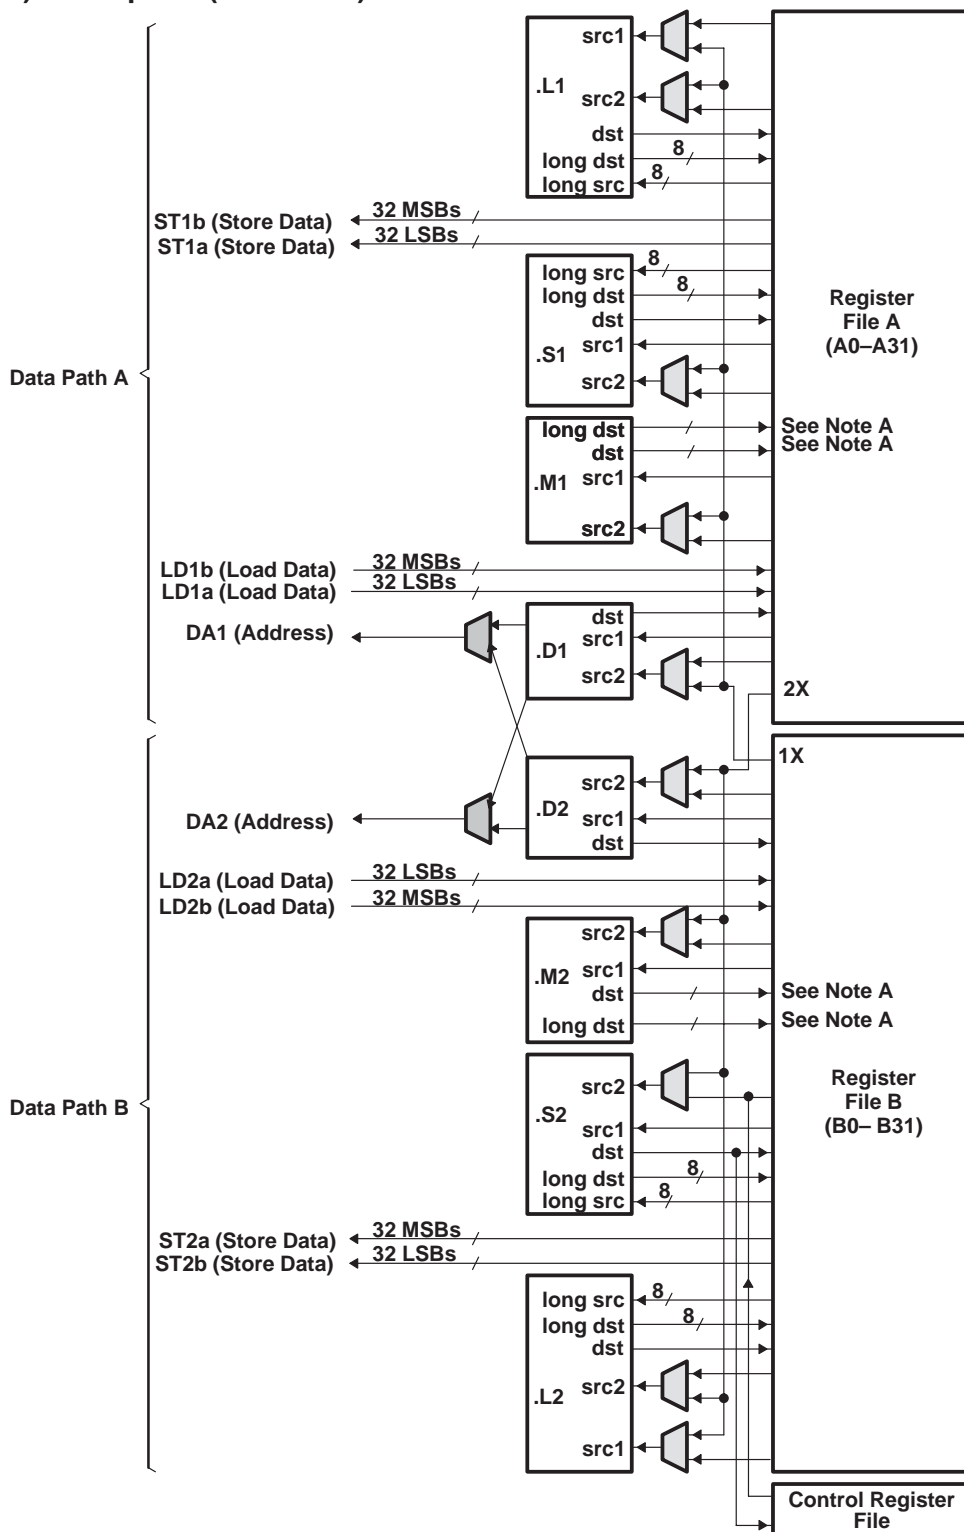 src1
.L1
src2
dst
long dst
8
long src
8
ST1b (Store Data)
32 MSBs
ST1a (Store Data)
32 LSBs
long src
8
long dst
8
dst
.S1
src1
src2
Register
File A
(A0–A31)
Data Path A
long dst
See Note A
dst
See Note A
.M1
src1
src2
LD1b (Load Data)
32 MSBs
LD1a (Load Data)
32 LSBs
DA1 (Address)
dst
src1
.D1
src2
2X
1X
src2
.D2
src1
dst
DA2 (Address)
LD2a (Load Data)
32 LSBs
LD2b (Load Data)
32 MSBs
src2
src1
.M2
dst
See Note A
long dst
See Note A
src2
.S2
src1
dst
long dst
8
long src
8
Register
File B
(B0– B31)
Data Path B
ST2a (Store Data)
32 MSBs
ST2b (Store Data)
32 LSBs
long src
8
long dst
8
dst
.L2
src2
src1
Control Register
File